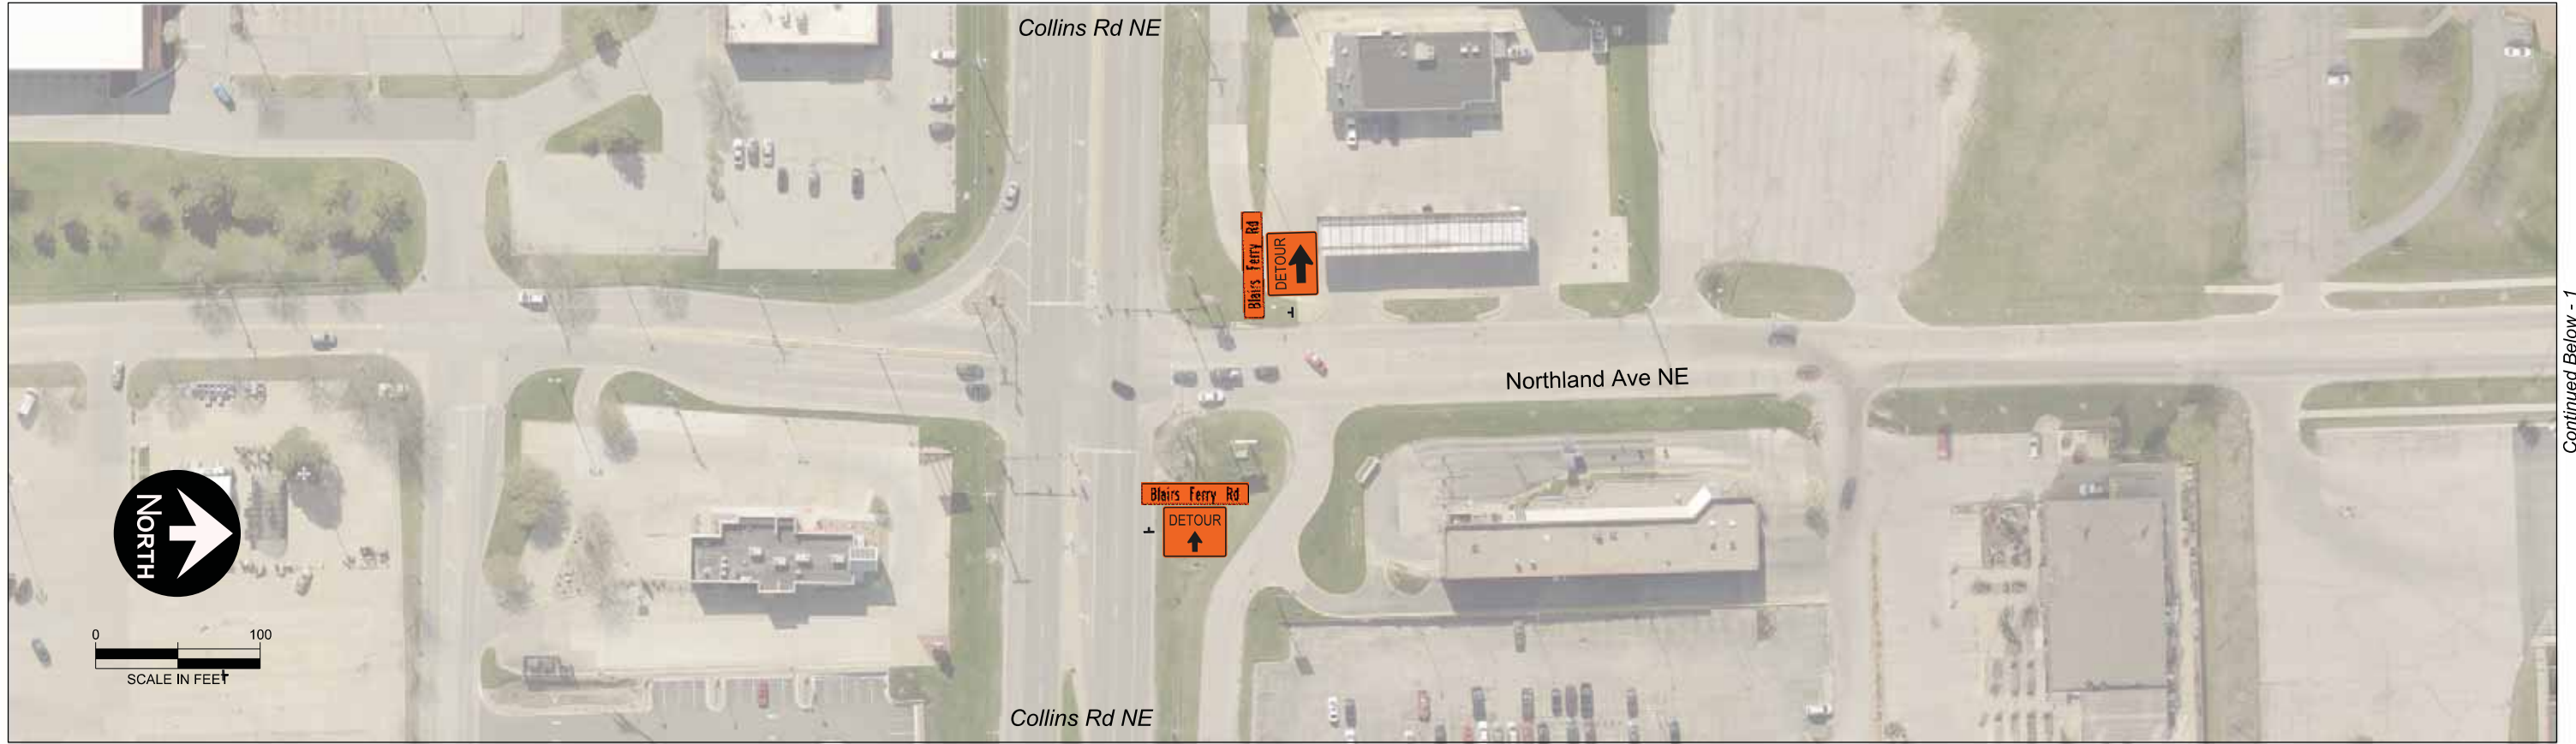 Collins Rd NE
Blairs Ferry Rd
DETOUR
Continued Below - 1
Northland Ave NE
Blairs Ferry Rd
DETOUR
NORTH
0 100
SCALE IN FEET
Collins Rd NE